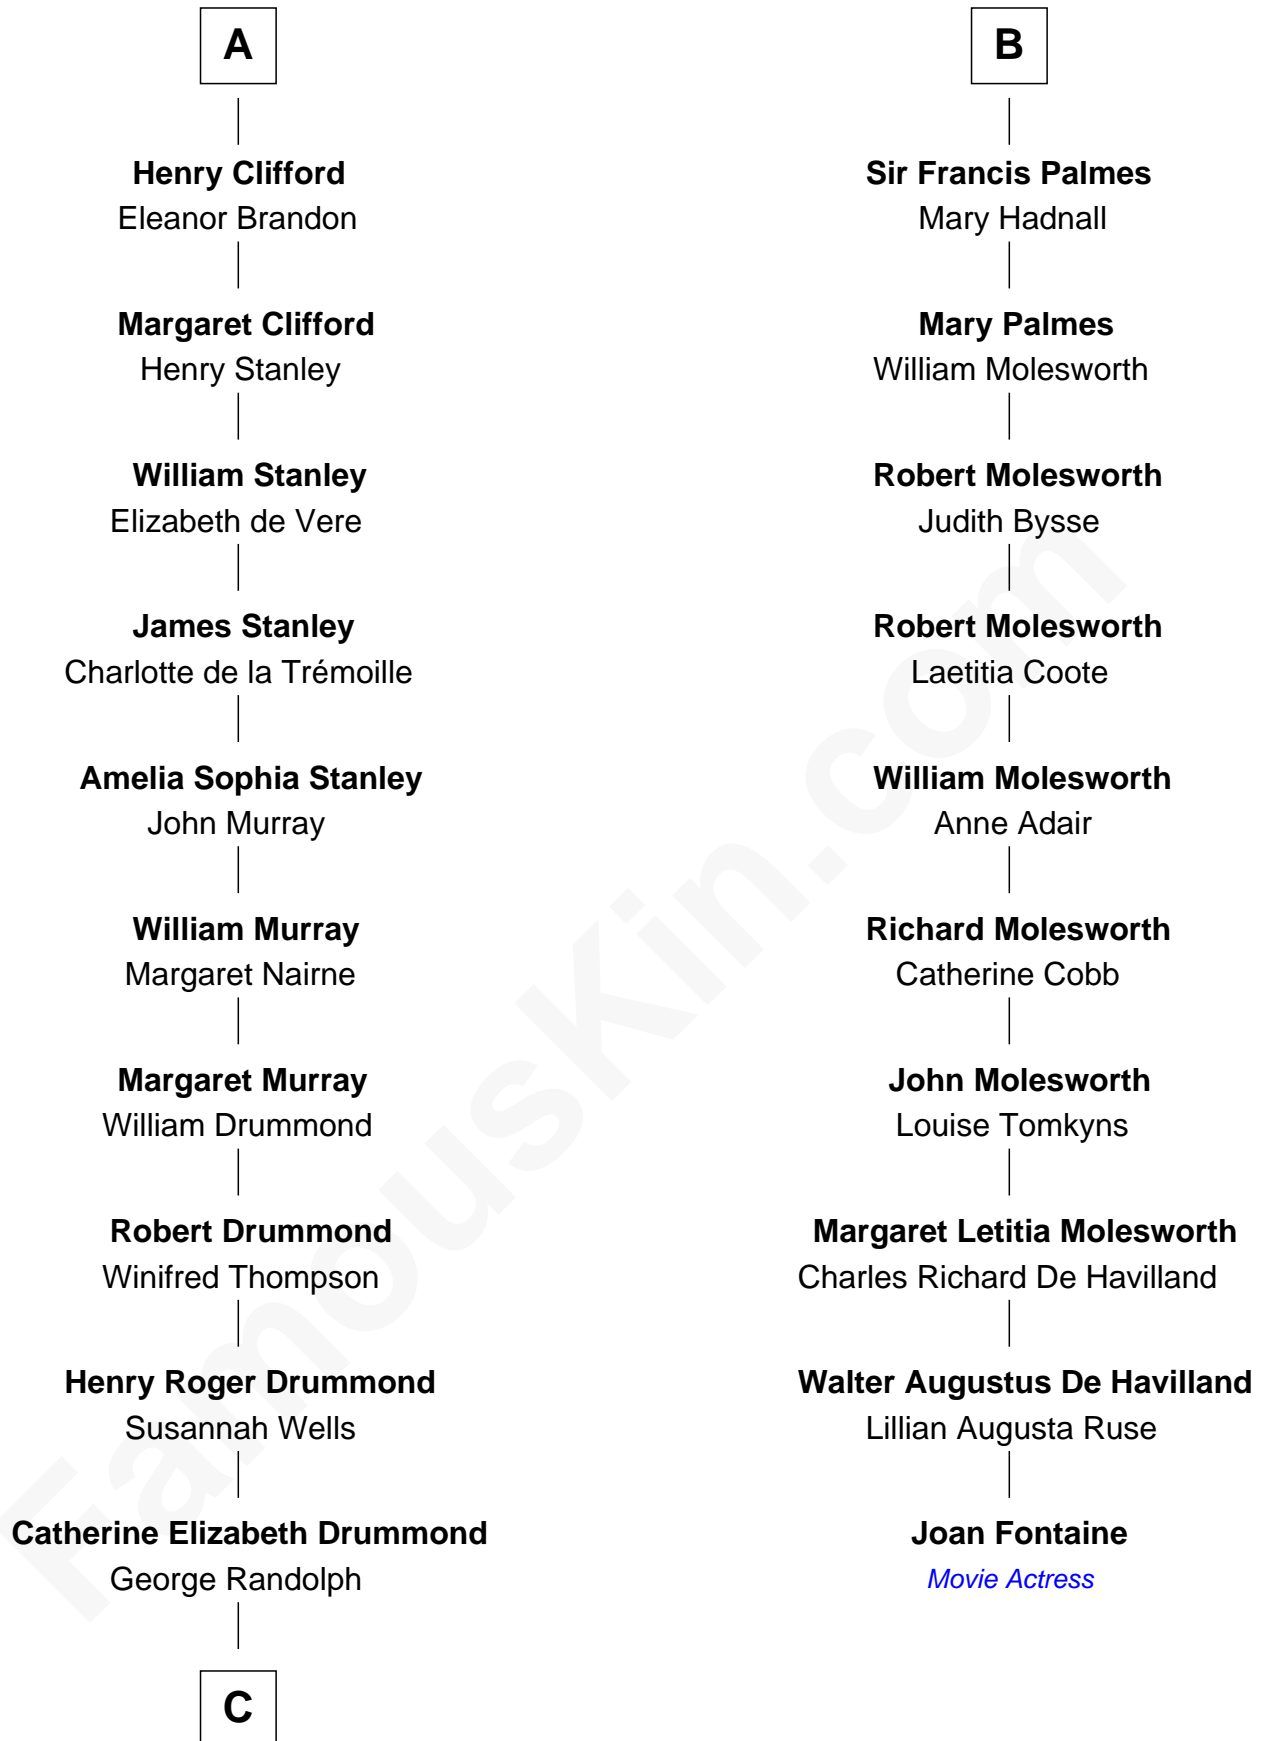 A
Henry Clifford
Eleanor Brandon
Margaret Clifford
Henry Stanley
William Stanley
Elizabeth de Vere
James Stanley
Charlotte de la Trémoille
Amelia Sophia Stanley
John Murray
William Murray
Margaret Nairne
Margaret Murray
William Drummond
Robert Drummond
Winifred Thompson
Henry Roger Drummond
Susannah Wells
Catherine Elizabeth Drummond
George Randolph
C
B
Sir Francis Palmes
Mary Hadnall
Mary Palmes
William Molesworth
Robert Molesworth
Judith Bysse
Robert Molesworth
Laetitia Coote
William Molesworth
Anne Adair
Richard Molesworth
Catherine Cobb
John Molesworth
Louise Tomkyns
Margaret Letitia Molesworth
Charles Richard De Havilland
Walter Augustus De Havilland
Lillian Augusta Ruse
Joan Fontaine
Movie Actress
FamousKin.com